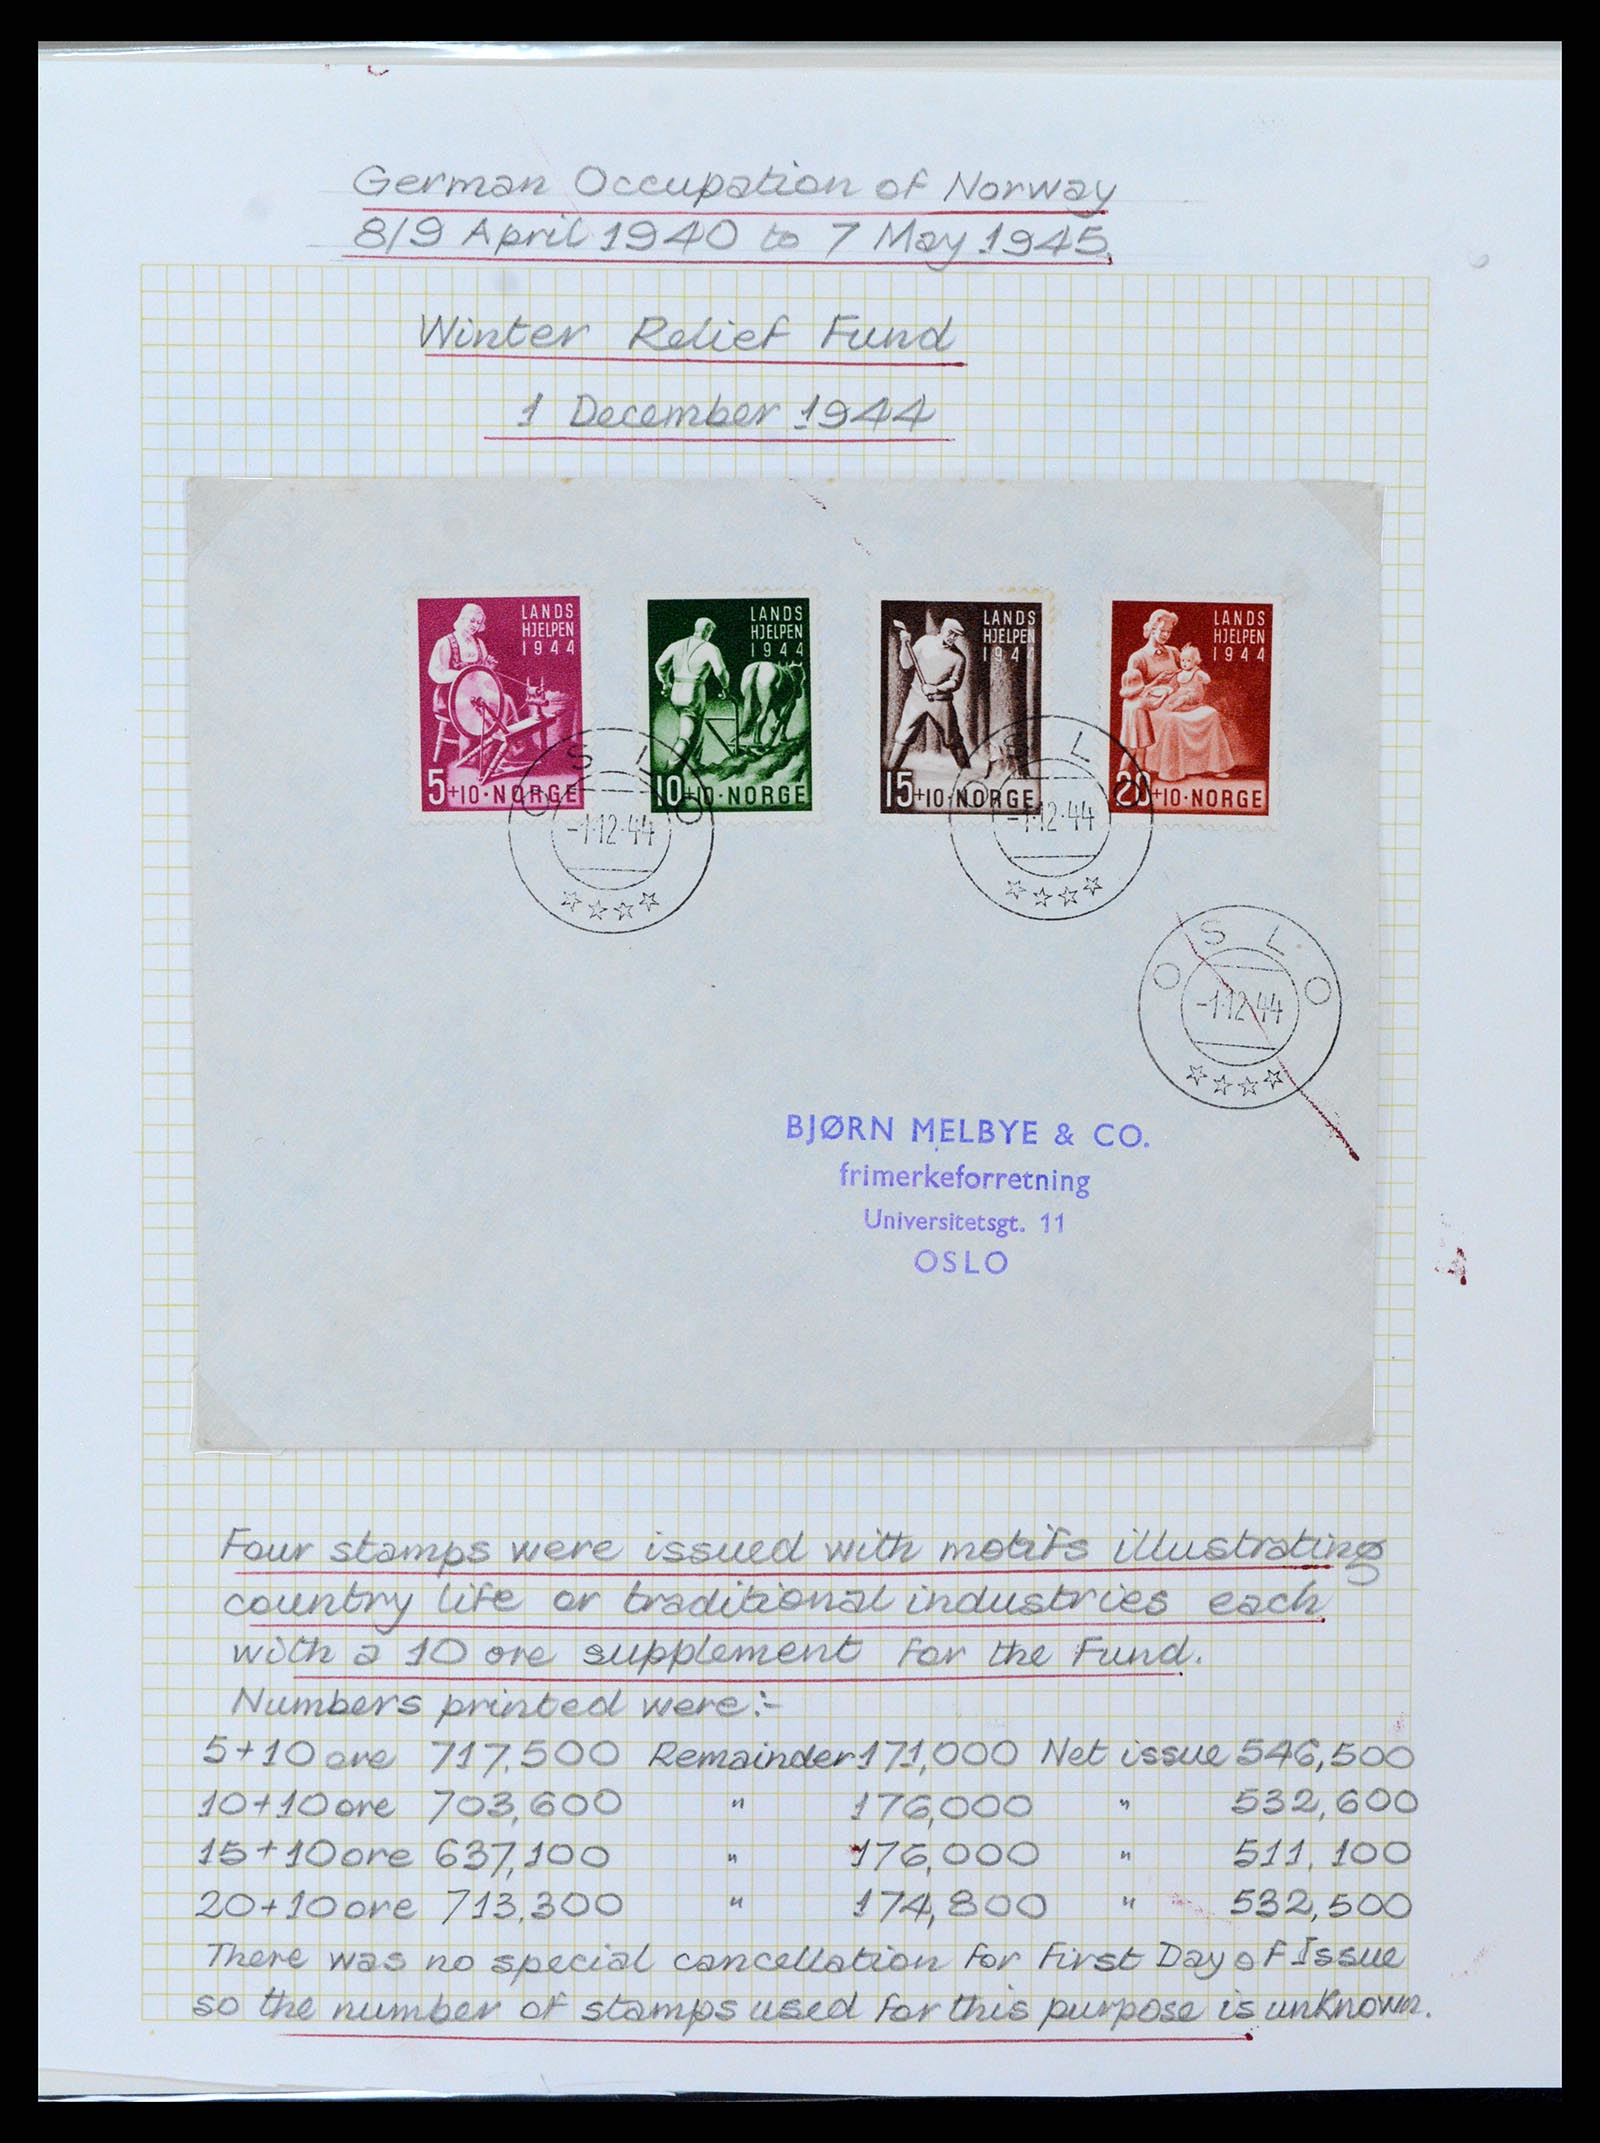 German Occupation of Norway
8/9 April 1940 to 7 May 1945.
Winter Relief Fund
1 December 1944
LANDS
HJELPEN
1944
5+10·NORGE
LANDS
HJELPEN
1944
10+10·NORGE
LANDS
HJELPEN
1944
15+10·NORGE
LANDS
HJELPEN
1944
20+10·NORGE
OSLO
-1·12·44
OSLO
-1·12·44
OSLO
-1·12·44
BJØRN MELBYE & CO.
frimerkeforretning
Universitetsgt. 11
OSLO
Four stamps were issued with motifs illustrating
country life or traditional industries each
with a 10 ore supplement for the Fund.
Numbers printed were:-
5+10 ore 717,500 Remainder 171,000 Net issue 546,500
10+10 ore 703,600 " 176,000 " 532,600
15+10 ore 637,100 " 176,000 " 511,100
20+10 ore 713,300 " 174,800 " 532,500
There was no special cancellation for First Day of Issue
so the number of stamps used for this purpose is unknown.